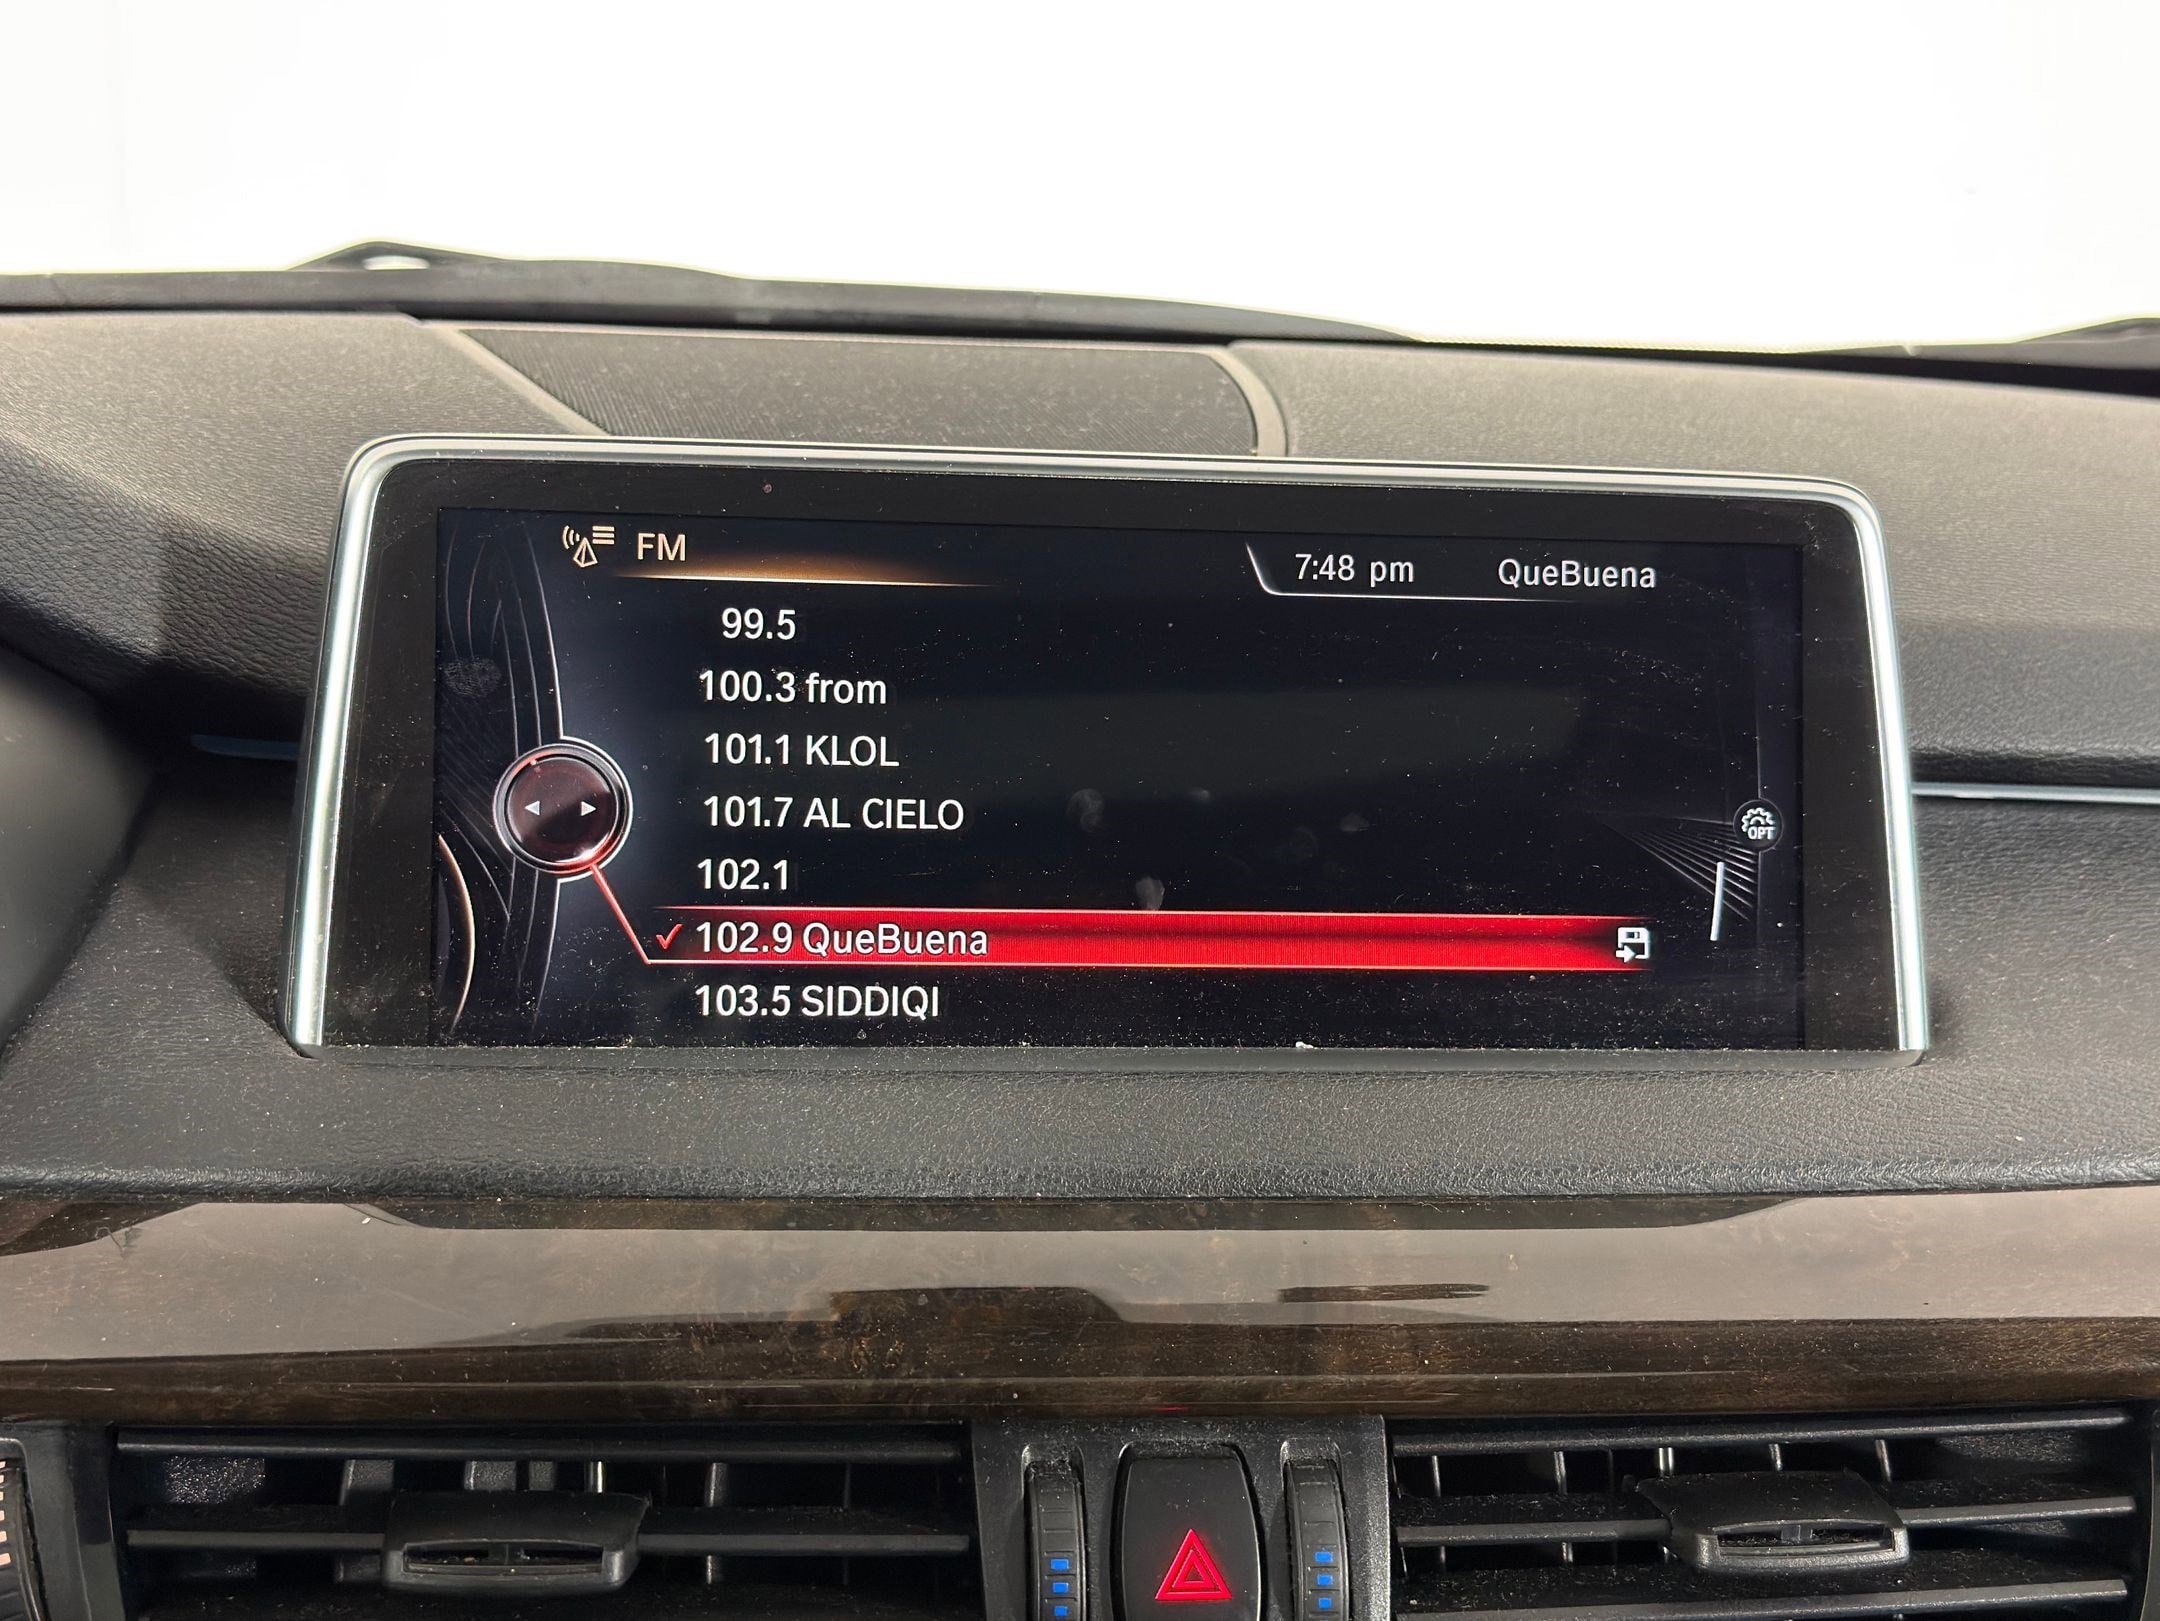 FM
7:48 pm QueBuena
99.5
100.3 from
101.1 KLOL
101.7 AL CIELO
102.1
OPT
102.9 QueBuena
103.5 SIDDIQI